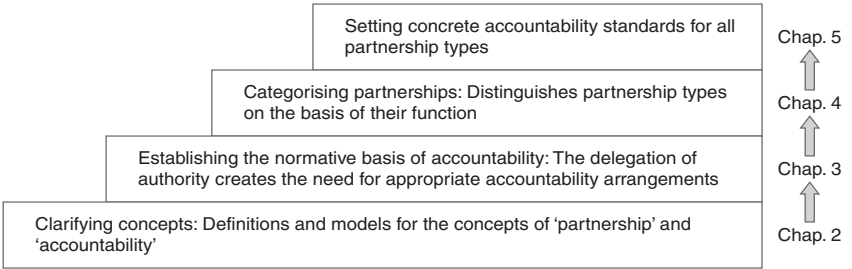 Setting concrete accountability standards for all
partnership types
Chap. 5
Categorising partnerships: Distinguishes partnership types
on the basis of their function
Chap. 4
Establishing the normative basis of accountability: The delegation of
authority creates the need for appropriate accountability arrangements
Chap. 3
Clarifying concepts: Definitions and models for the concepts of ‘partnership’ and
‘accountability’
Chap. 2